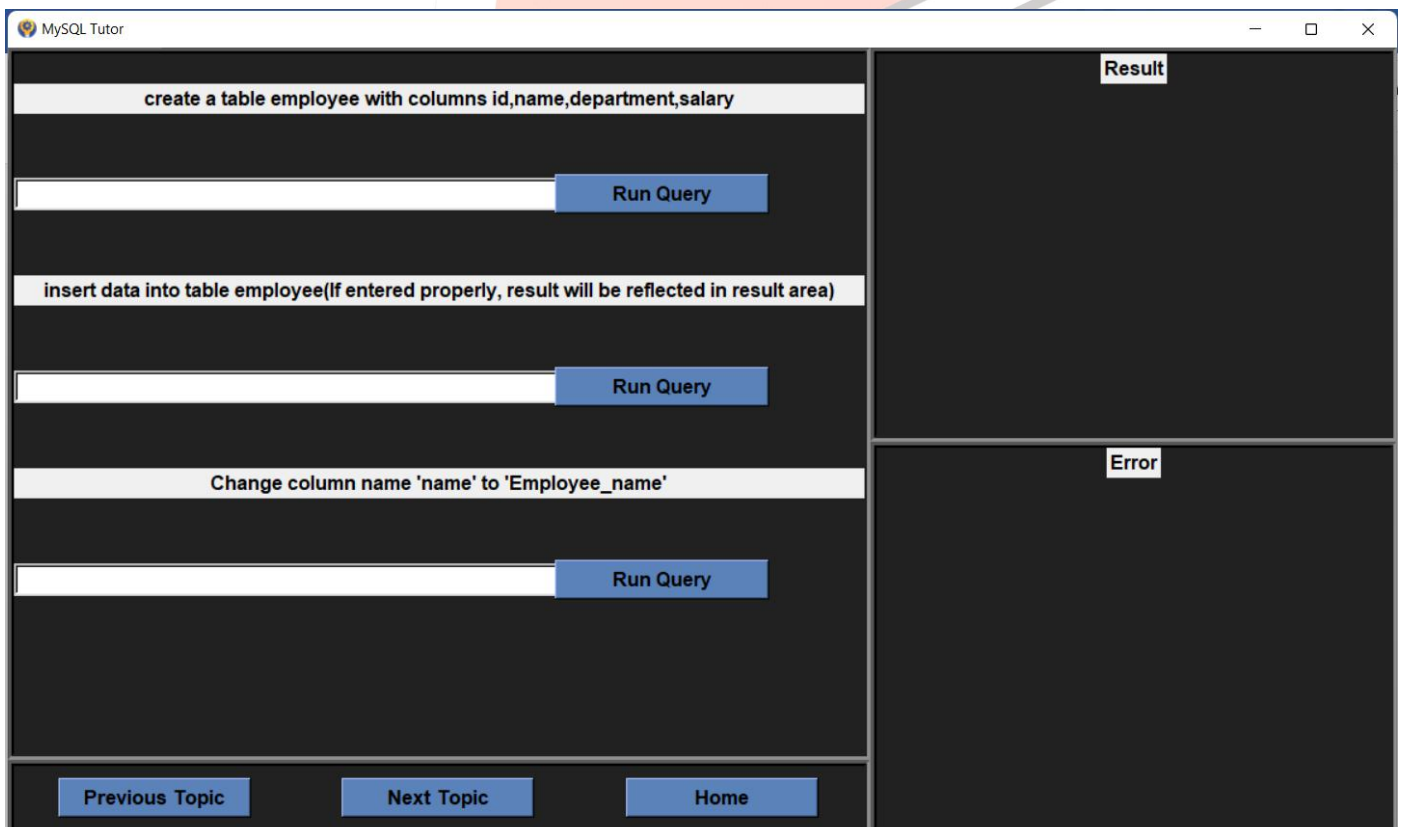 MySQL Tutor
create a table employee with columns id,name,department,salary
Run Query
insert data into table employee(If entered properly, result will be reflected in result area)
Run Query
Change column name 'name' to 'Employee_name'
Run Query
Previous Topic
Next Topic
Home
Result
Error